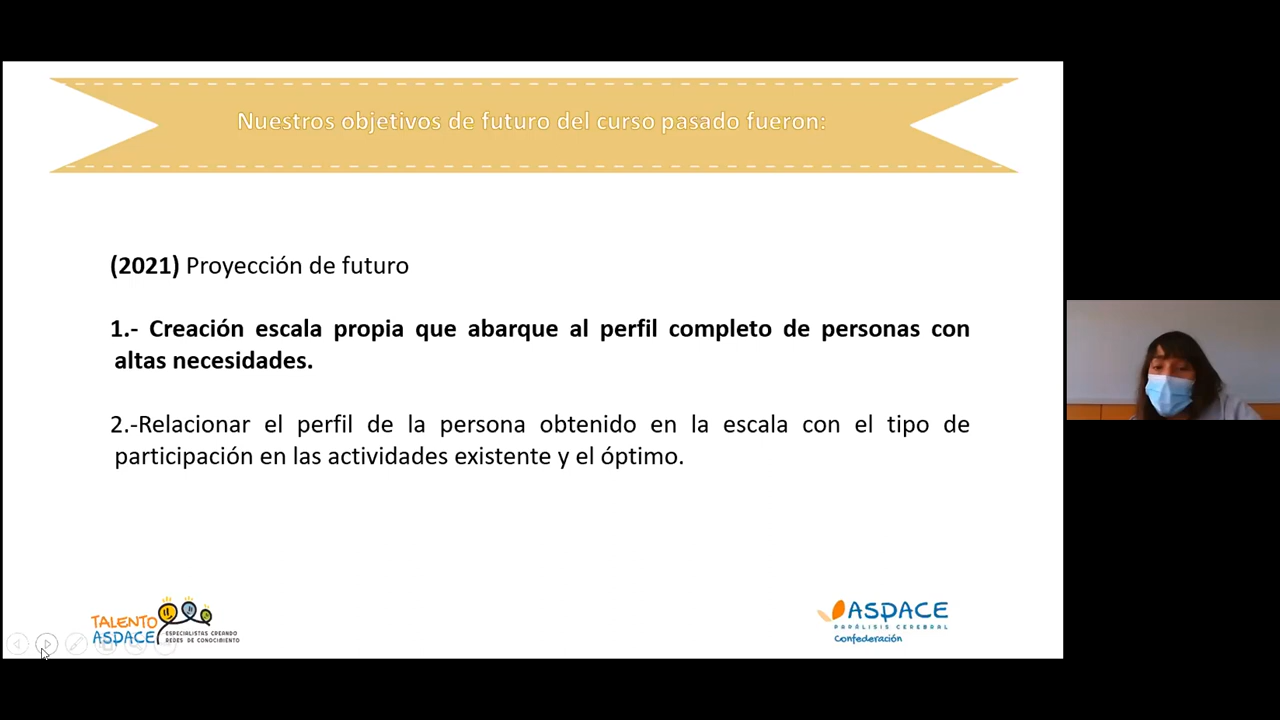 Nuestros objetivos de futuro del curso pasado fueron:
(2021) Proyección de futuro
1.- Creación escala propia que abarque al perfil completo de personas con
altas necesidades.
2.-Relacionar el perfil de la persona obtenido en la escala con el tipo de
participación en las actividades existente y el óptimo.
TALENTO
ASPACE
ESPECIALISTAS CREANDO
REDES DE CONOCIMIENTO
ASPACE
PARÁLISIS CEREBRAL
Confederación